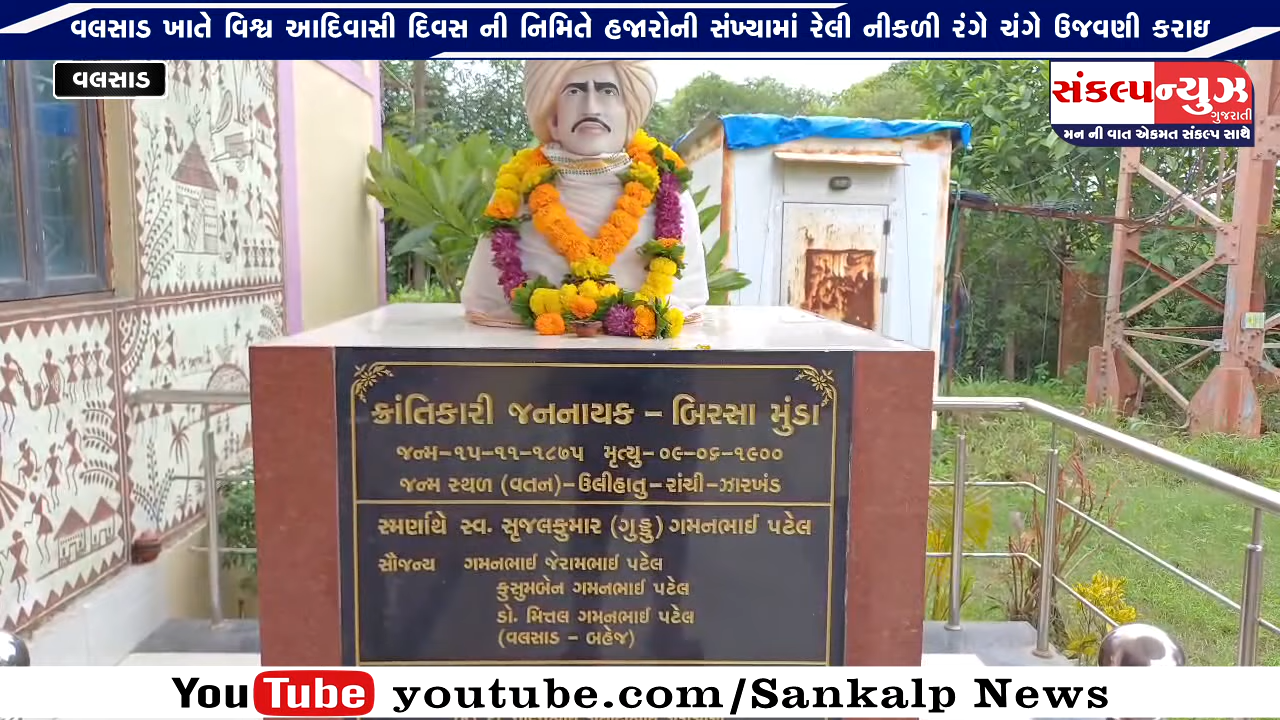 વલસાડ ખાતે વિશ્વ આદિવાસી દિવસ ની નિમિતે હજારોની સંખ્યામાં રેલી નીકળી રંગે ચંગે ઉજવણી કરાઇ
વલસાડ
સંકલ્પ ન્યુઝ
ગુજરાતી
મન ની વાત એકમત સંકલ્પ સાથે
ક્રાંતિકારી જનનાયક – બિરસા મુંડા
જન્મ–૧૫–૧૧–૧૮૭૫ મૃત્યુ–૦૯–૦૬–૧૯૦૦
જન્મ સ્થળ (વતન)–ઉલીહાતુ–રાંચી–ઝારખંડ
સ્મર્ણાર્થે સ્વ. સૃજલકુમાર (ગુડ્ડુ) ગમનભાઈ પટેલ
સૌજન્ય ગમનભાઈ જેરામભાઈ પટેલ
કુસુમબેન ગમનભાઈ પટેલ
ડો. મિત્તલ ગમનભાઈ પટેલ
(વલસાડ – બહેજ)
YouTube youtube.com/Sankalp News